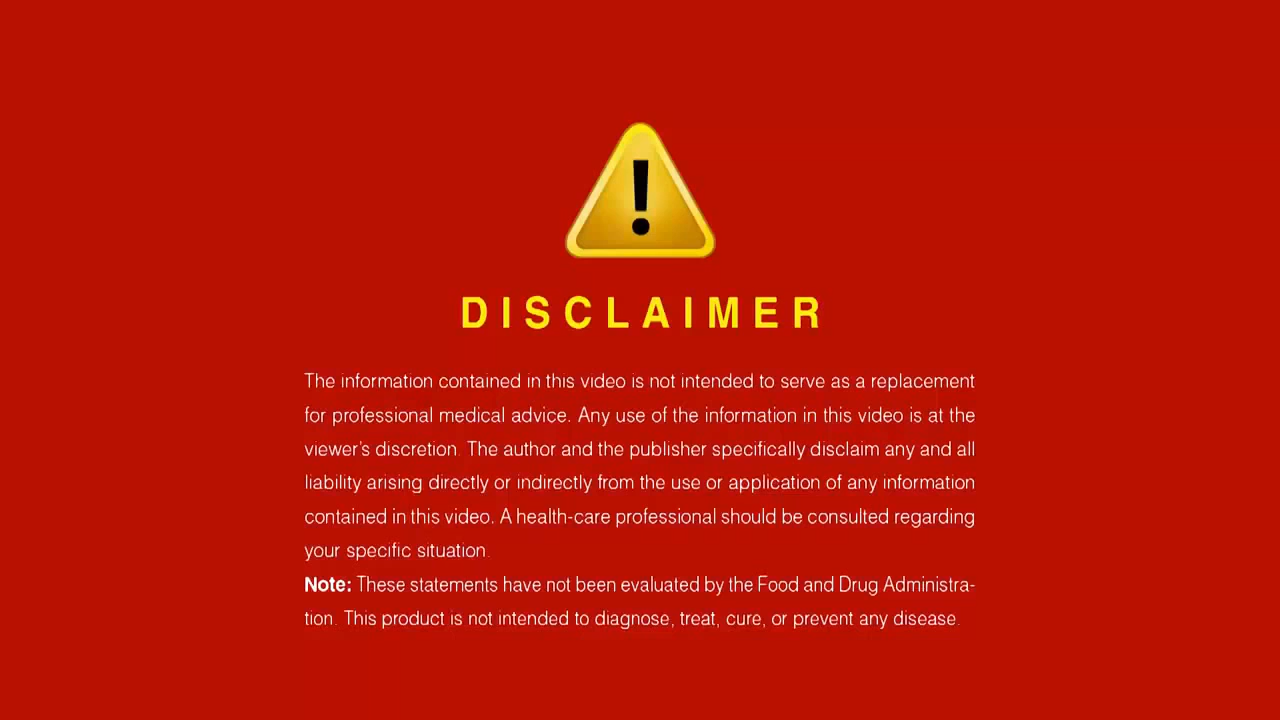 !
DISCLAIMER
The information contained in this video is not intended to serve as a replacement
for professional medical advice. Any use of the information in this video is at the
viewer's discretion. The author and the publisher specifically disclaim any and all
liability arising directly or indirectly from the use or application of any information
contained in this video. A health-care professional should be consulted regarding
your specific situation.
Note: These statements have not been evaluated by the Food and Drug Administra-
tion. This product is not intended to diagnose, treat, cure, or prevent any disease.